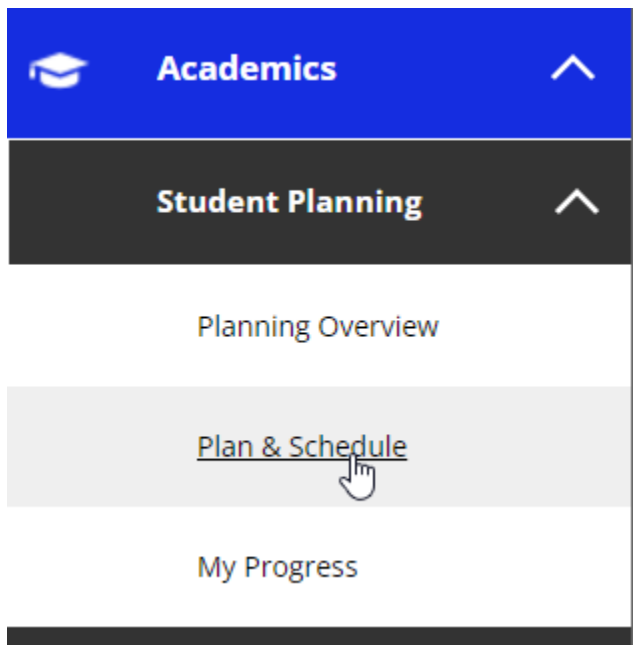 Academics
Student Planning
Planning Overview
Plan & Schedule
My Progress